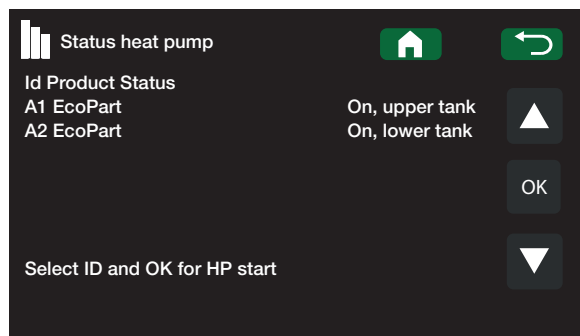 Status heat pump
Id Product Status
A1 EcoPart On, upper tank
A2 EcoPart On, lower tank
OK
Select ID and OK for HP start